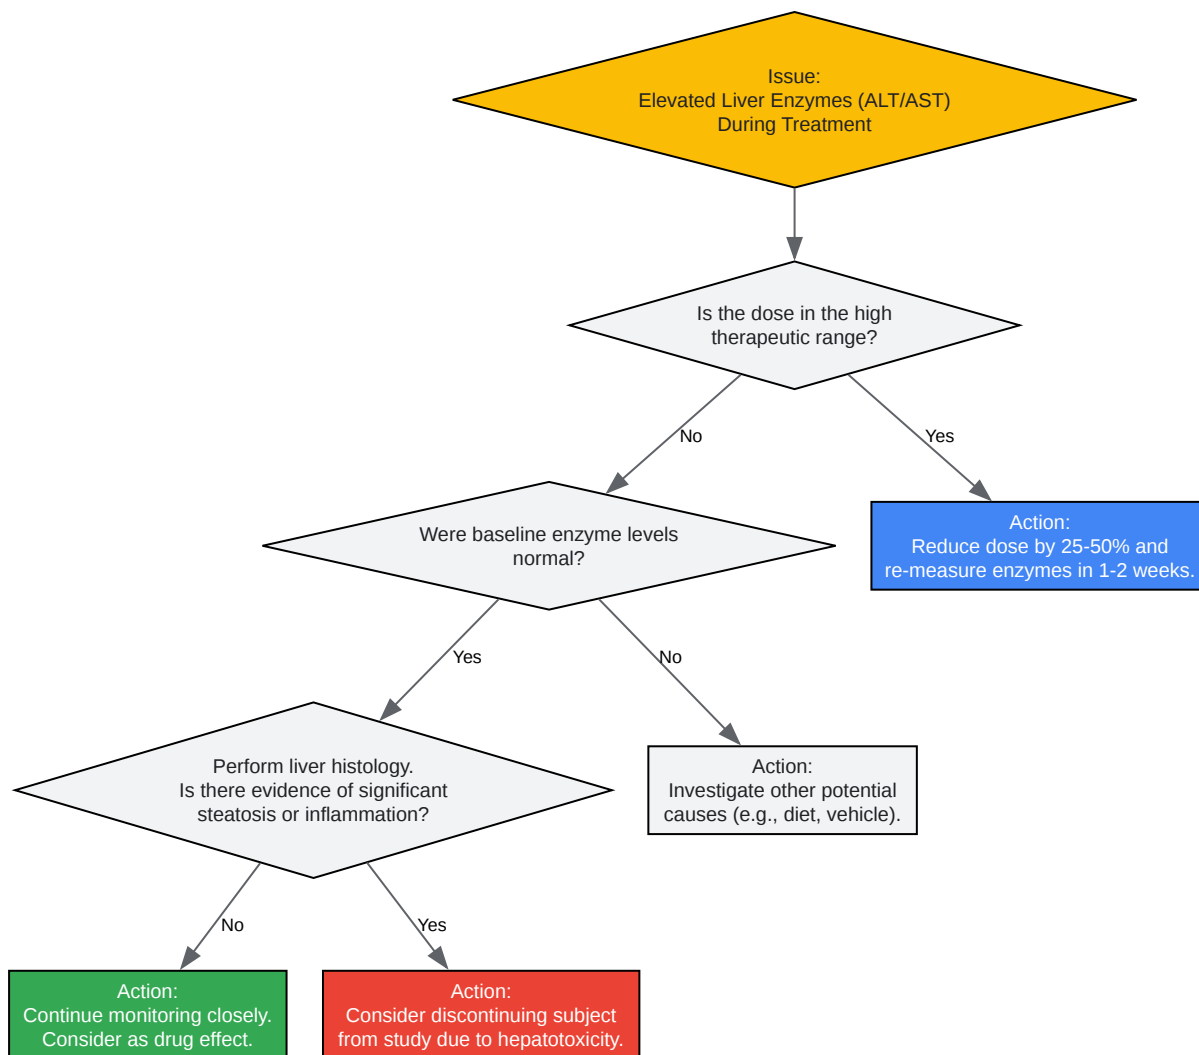 Issue:
Elevated Liver Enzymes (ALT/AST)
During Treatment
Is the dose in the high
therapeutic range?
No
Yes
Were baseline enzyme levels
normal?
Action:
Reduce dose by 25-50% and
re-measure enzymes in 1-2 weeks.
Yes
No
Perform liver histology.
Is there evidence of significant
steatosis or inflammation?
Action:
Investigate other potential
causes (e.g., diet, vehicle).
No
Yes
Action:
Continue monitoring closely.
Consider as drug effect.
Action:
Consider discontinuing subject
from study due to hepatotoxicity.